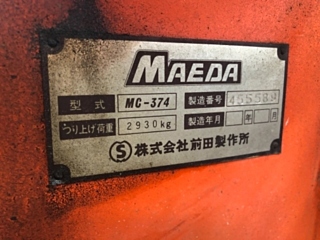 MAEDA
型式 MC-374 製造番号
つり上げ荷重 2930kg 製造年月 年 月
Ⓢ 株式会社前田製作所